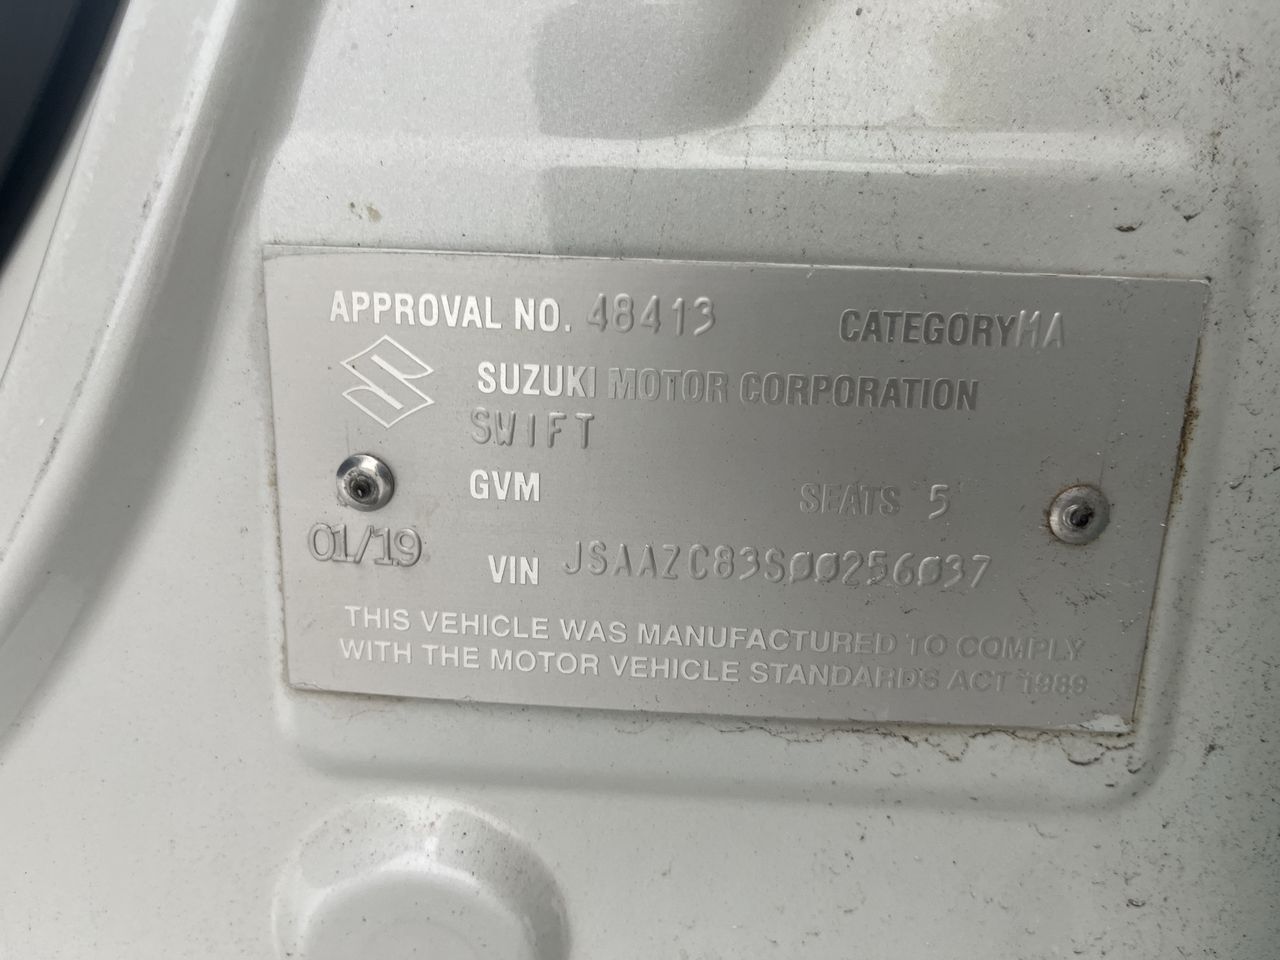 APPROVAL NO. 48413 CATEGORY MA
SUZUKI MOTOR CORPORATION
SWIFT
GVM SEATS 5
01/19
VIN JSAAZC83S00256037
THIS VEHICLE WAS MANUFACTURED TO COMPLY
WITH THE MOTOR VEHICLE STANDARDS ACT 1989